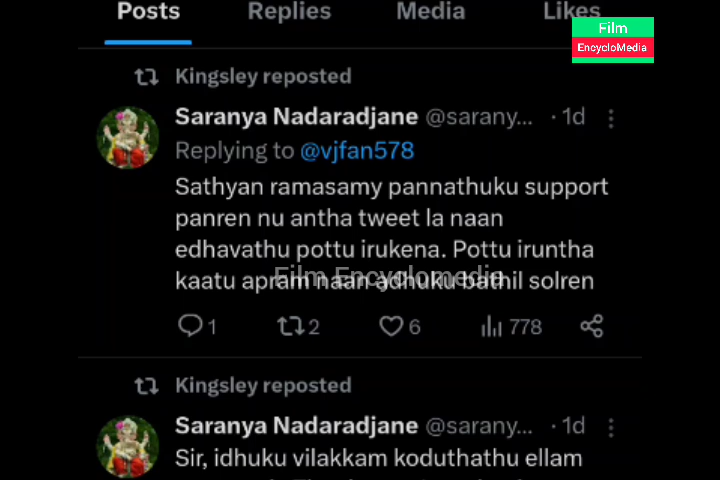 Posts Replies Media Likes
Film
EncycloMedia
Kingsley reposted
Saranya Nadaradjane @sarany... · 1d
Replying to @vjfan578
Sathyan ramasamy pannathuku support
panren nu antha tweet la naan
edhavathu pottu irukena. Pottu iruntha
kaatu apram naan adhuku bathil solren
Film Encyclomedia
1 2 6 778
Kingsley reposted
Saranya Nadaradjane @sarany... · 1d
Sir, idhuku vilakkam koduthathu ellam